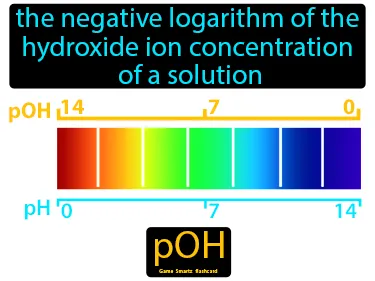 the negative logarithm of the
hydroxide ion concentration
of a solution
pOH 14 7 0
pH 0 7 14
pOH
Game Smartz flashcard